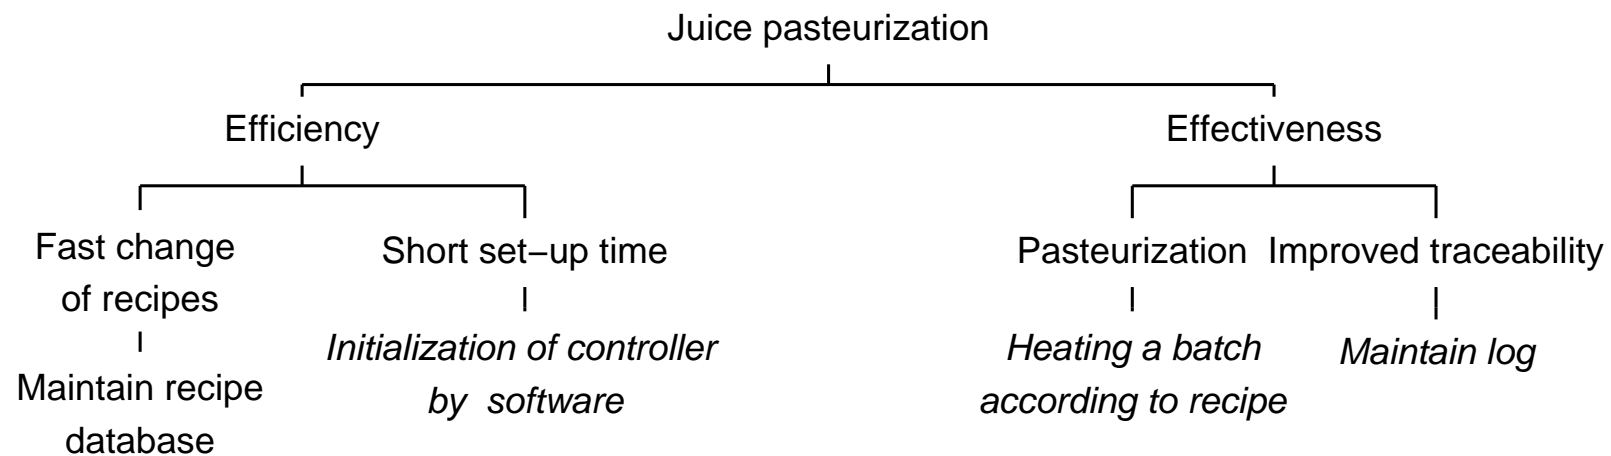 Juice pasteurization
Efficiency
Effectiveness
Fast change
of recipes
Short set−up time
Pasteurization
Improved traceability
Maintain recipe
database
Initialization of controller
by software
Heating a batch
according to recipe
Maintain log